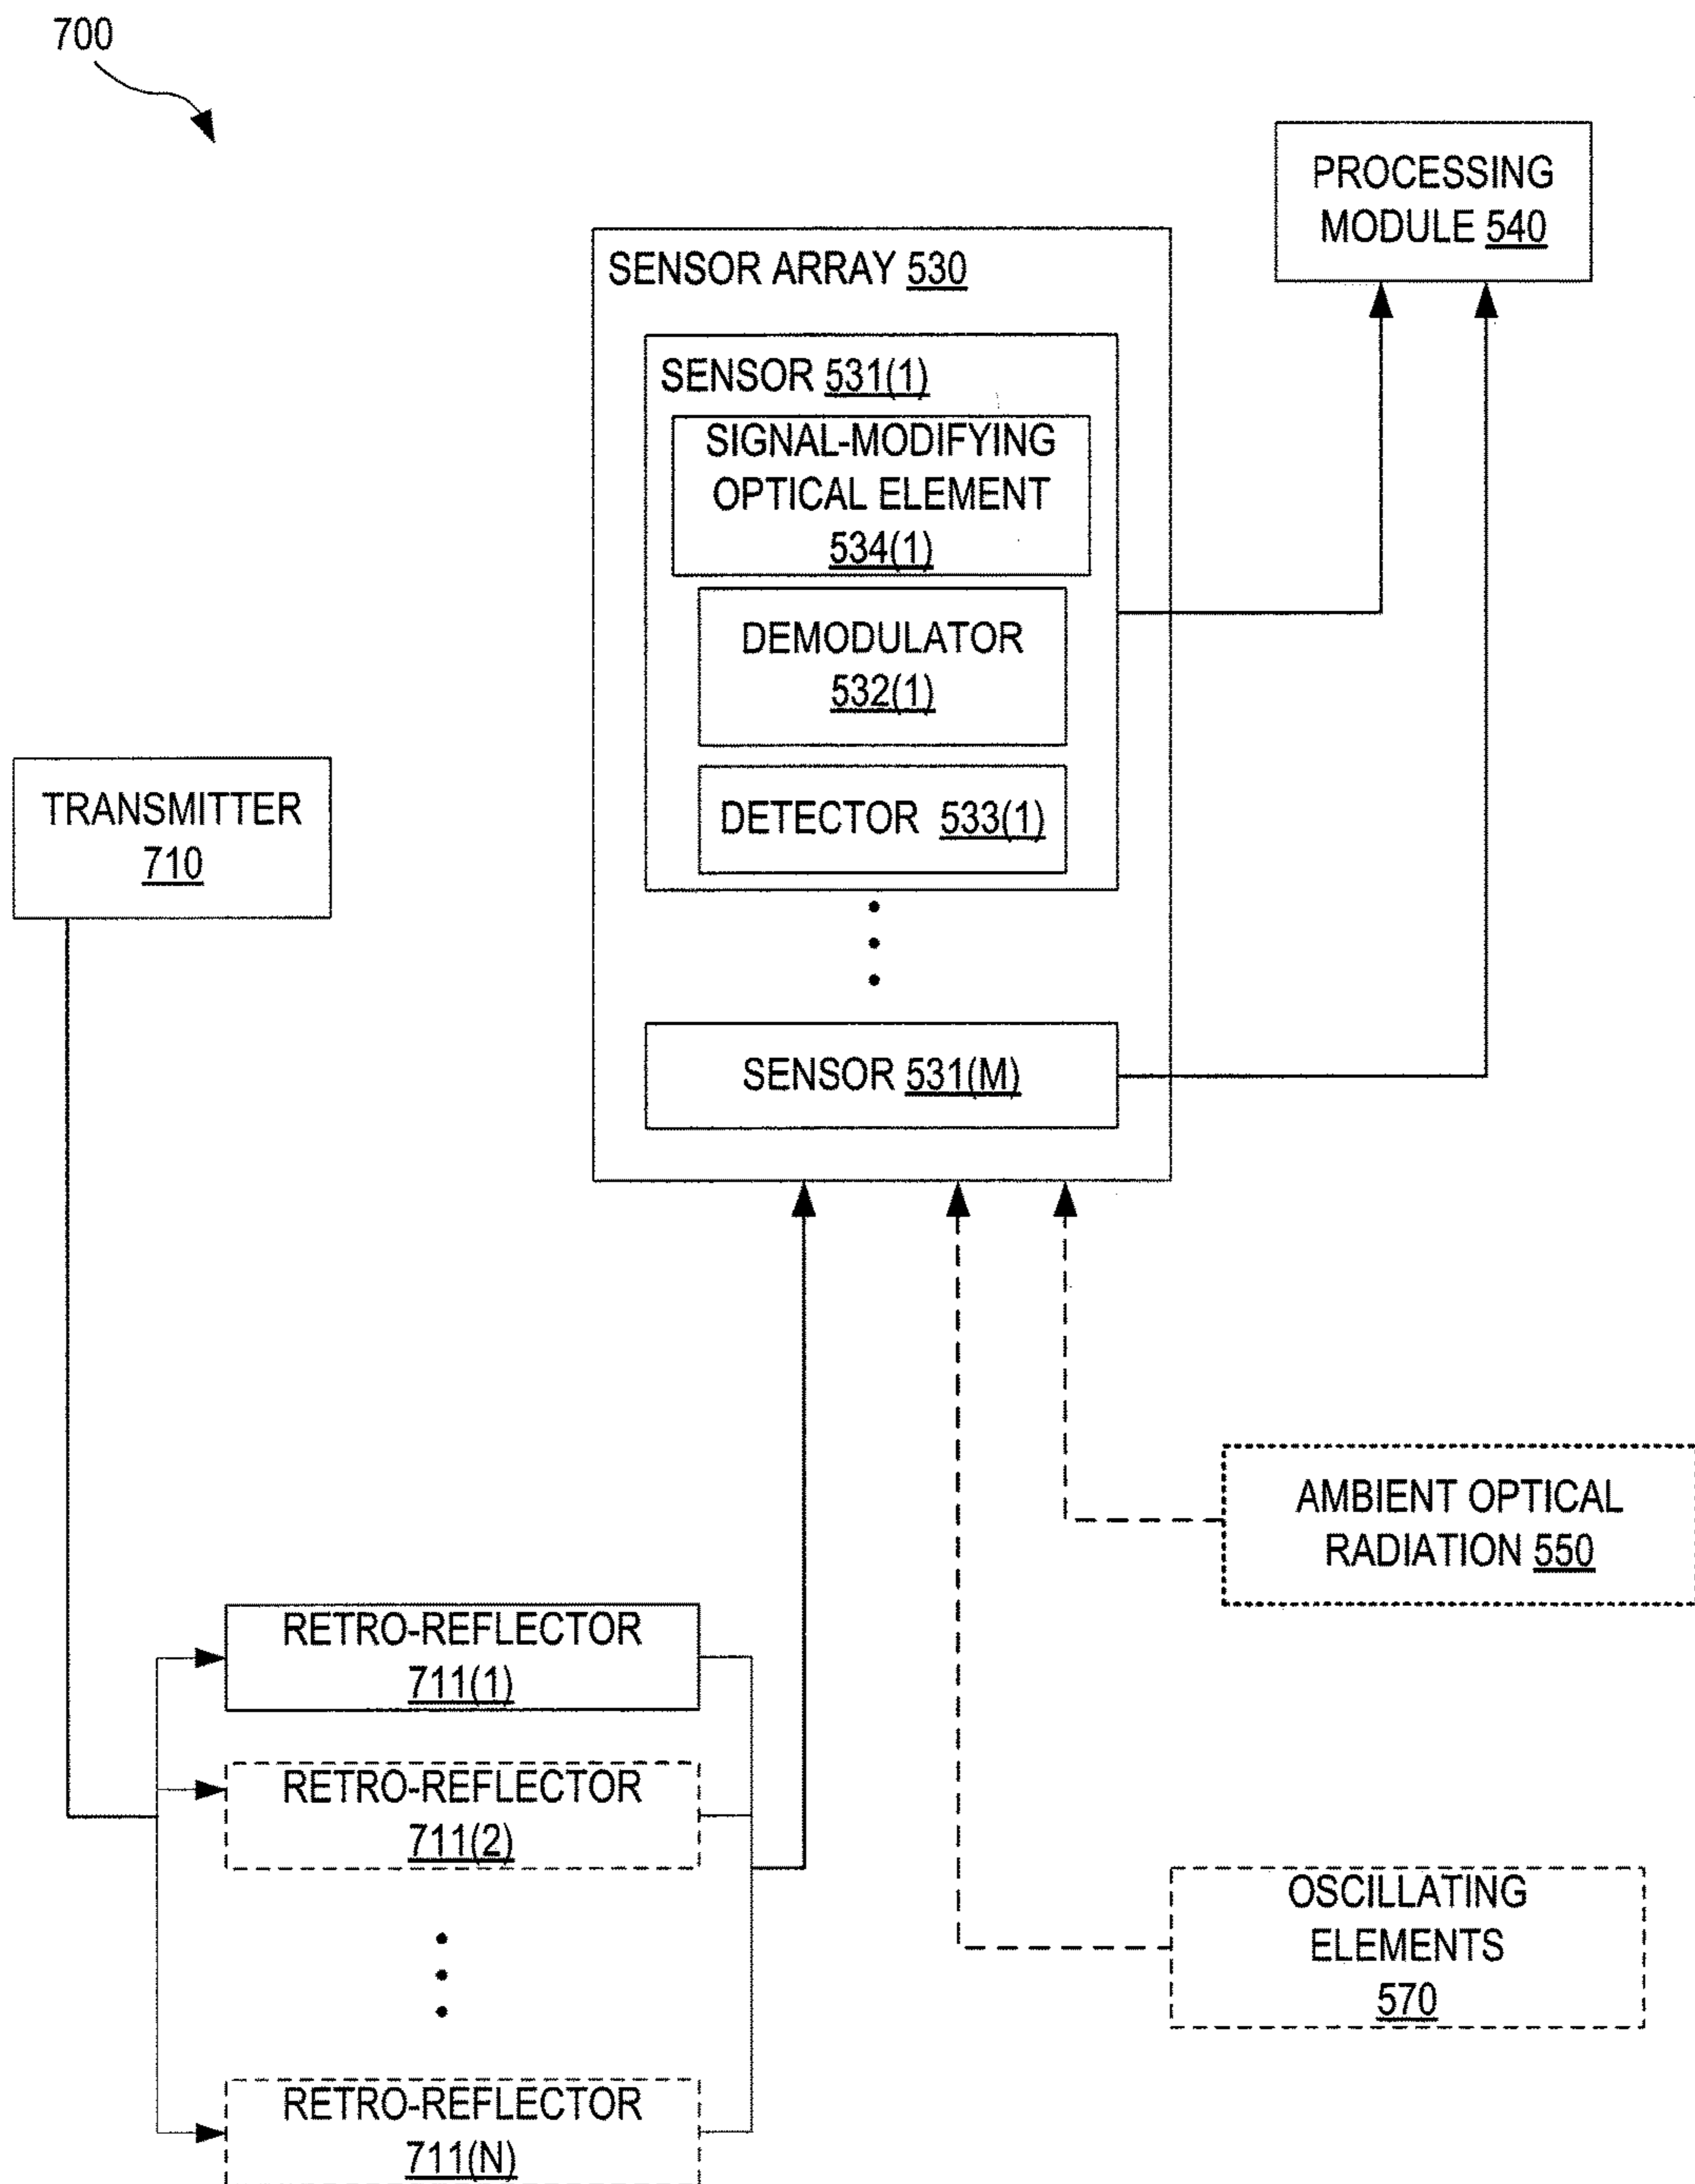 700
PROCESSING
MODULE 540
SENSOR ARRAY 530
SENSOR 531(1)
SIGNAL-MODIFYING
OPTICAL ELEMENT
534(1)
DEMODULATOR
532(1)
DETECTOR 533(1)
TRANSMITTER
710
SENSOR 531(M)
AMBIENT OPTICAL
RADIATION 550
RETRO-REFLECTOR
711(1)
RETRO-REFLECTOR
711(2)
OSCILLATING
ELEMENTS
570
RETRO-REFLECTOR
711(N)